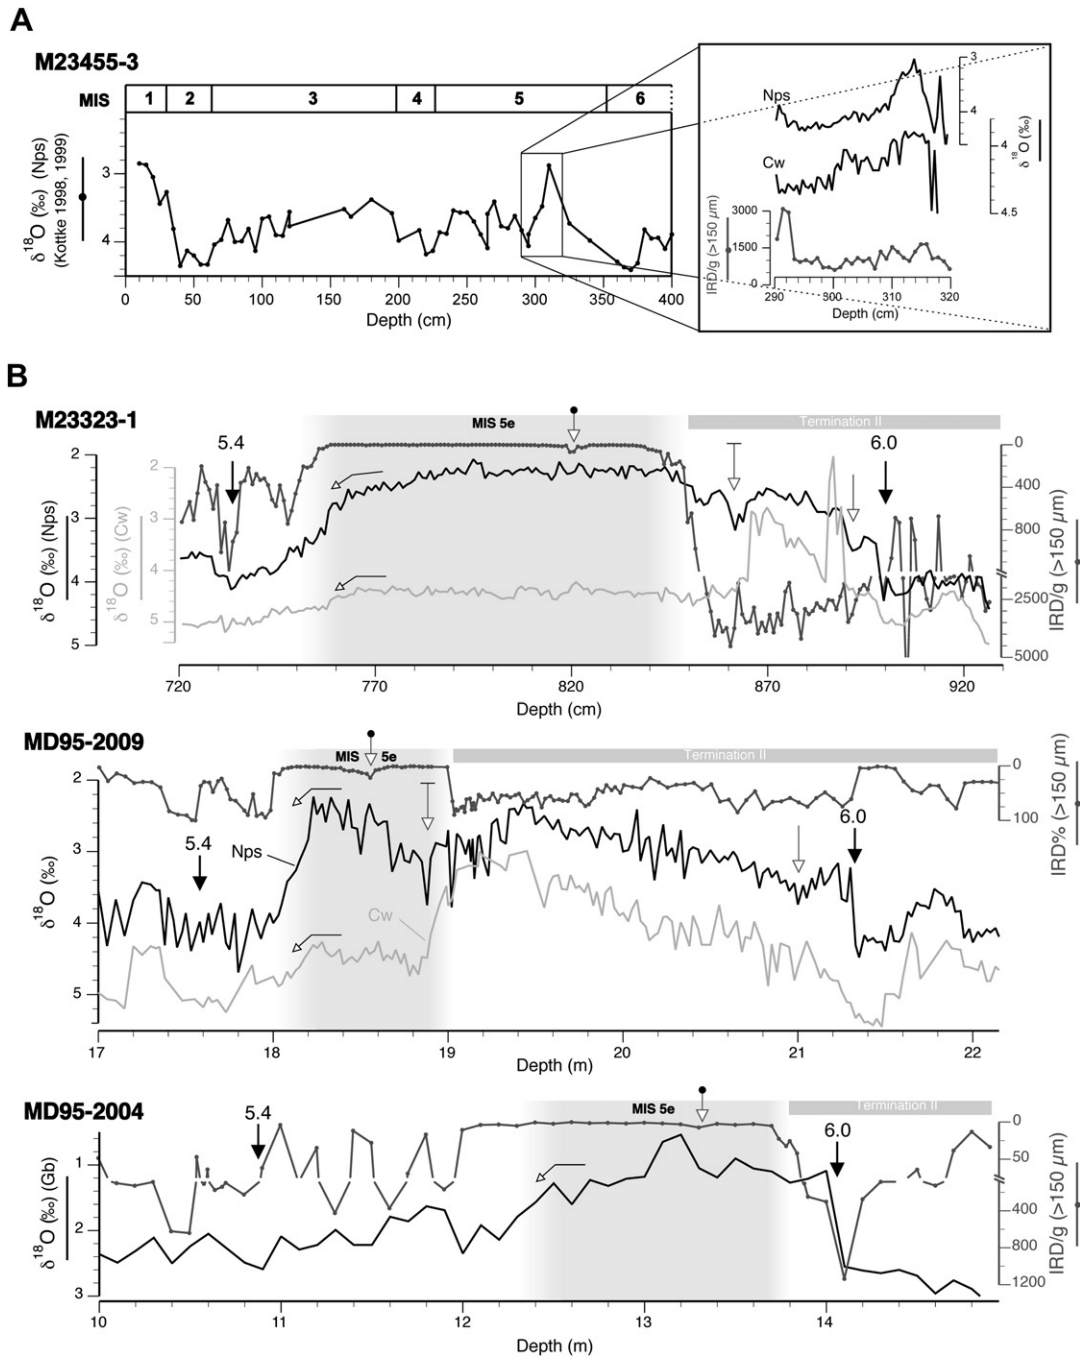 A
M23455-3
MIS 1 2 3 4 5 6
δ18O (‰) (Nps)
(Kottke 1998, 1999)
3
4
0 50 100 150 200 250 300 350 400
Depth (cm)
Nps
Cw
3
4
4
4.5
δ18O (‰)
IRD/g (>150 µm)
3000
1500
0
290 300 310 320
Depth (cm)
B
M23323-1
MIS 5e
Termination II
5.4
6.0
δ18O (‰) (Nps)
2
3
4
5
δ18O (‰) (Cw)
2
3
4
5
0
400
800
2500
5000
IRD/g (>150 µm)
720 770 820 870 920
Depth (cm)
MD95-2009
MIS 5e
Termination II
5.4
6.0
Nps
Cw
δ18O (‰)
2
3
4
5
0
100
IRD% (>150 µm)
17 18 19 20 21 22
Depth (m)
MD95-2004
MIS 5e
Termination II
5.4
6.0
δ18O (‰) (Gb)
1
2
3
0
50
400
800
1200
IRD/g (>150 µm)
10 11 12 13 14
Depth (m)